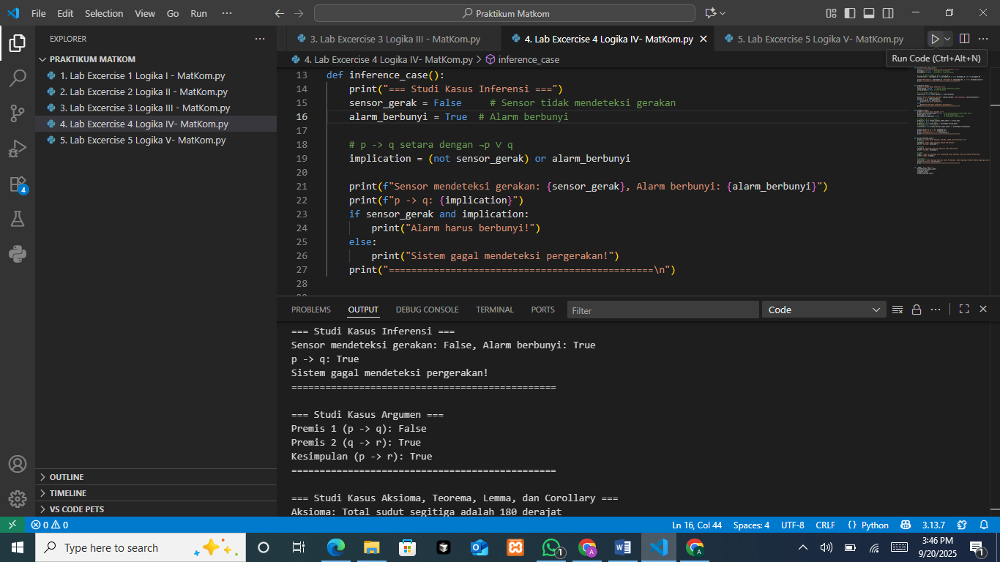 File Edit Selection View Go Run ··· Praktikum Matkom
EXPLORER ···
PRAKTIKUM MATKOM
1. Lab Excercise 1 Logika I - MatKom.py
2. Lab Excercise 2 Logika II - MatKom.py
3. Lab Excercise 3 Logika III - MatKom.py
4. Lab Excercise 4 Logika IV- MatKom.py
5. Lab Excercise 5 Logika V- MatKom.py
4
OUTLINE
TIMELINE
VS CODE PETS
3. Lab Excercise 3 Logika III - MatKom.py 4. Lab Excercise 4 Logika IV- MatKom.py 5. Lab Excercise 5 Logika V- MatKom.py
4. Lab Excercise 4 Logika IV- MatKom.py > inference_case
Run Code (Ctrl+Alt+N)
13 def inference_case():
14 print("=== Studi Kasus Inferensi ===")
15 sensor_gerak = False # Sensor tidak mendeteksi gerakan
16 alarm_berbunyi = True # Alarm berbunyi
17
18 # p -> q setara dengan ¬p ∨ q
19 implication = (not sensor_gerak) or alarm_berbunyi
20
21 print(f"Sensor mendeteksi gerakan: {sensor_gerak}, Alarm berbunyi: {alarm_berbunyi}")
22 print(f"p -> q: {implication}")
23 if sensor_gerak and implication:
24 print("Alarm harus berbunyi!")
25 else:
26 print("Sistem gagal mendeteksi pergerakan!")
27 print("===============================================\n")
28
PROBLEMS OUTPUT DEBUG CONSOLE TERMINAL PORTS Filter Code
=== Studi Kasus Inferensi ===
Sensor mendeteksi gerakan: False, Alarm berbunyi: True
p -> q: True
Sistem gagal mendeteksi pergerakan!
===============================================
=== Studi Kasus Argumen ===
Premis 1 (p -> q): False
Premis 2 (q -> r): True
Kesimpulan (p -> r): True
===============================================
=== Studi Kasus Aksioma, Teorema, Lemma, dan Corollary ===
Aksioma: Total sudut segitiga adalah 180 derajat
0 0 Ln 16, Col 44 Spaces: 4 UTF-8 CRLF {} Python 3.13.7
Type here to search 1 3:46 PM
9/20/2025 1